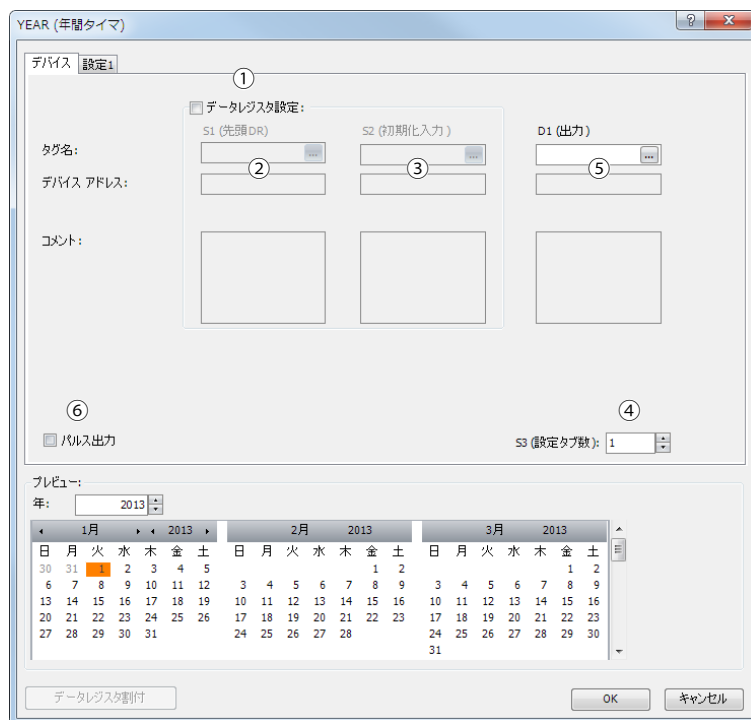 YEAR (年間タイマ)
デバイス 設定1
①
データレジスタ設定:
S1 (先頭DR) S2 (初期化入力) D1 (出力)
タグ名: ... ... ...
② ③ ⑤
デバイス アドレス:
コメント:
⑥ ④
パルス出力 S3 (設定タブ数): 1
プレビュー:
年: 2013
1月 2013 2月 2013 3月 2013
日 月 火 水 木 金 土 日 月 火 水 木 金 土 日 月 火 水 木 金 土
30 31 1 2 3 4 5 1 2 1 2
6 7 8 9 10 11 12 3 4 5 6 7 8 9 3 4 5 6 7 8 9
13 14 15 16 17 18 19 10 11 12 13 14 15 16 10 11 12 13 14 15 16
20 21 22 23 24 25 26 17 18 19 20 21 22 23 17 18 19 20 21 22 23
27 28 29 30 31 24 25 26 27 28 24 25 26 27 28 29 30
31
データレジスタ割付 OK キャンセル